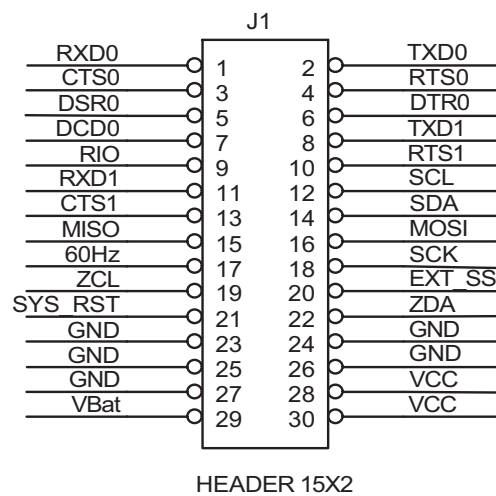 J1
RXD0 1 2 TXD0
CTS0 3 4 RTS0
DSR0 5 6 DTR0
DCD0 7 8 TXD1
RIO 9 10 RTS1
RXD1 11 12 SCL
CTS1 13 14 SDA
MISO 15 16 MOSI
60Hz 17 18 SCK
ZCL 19 20 EXT_SS
SYS_RST 21 22 ZDA
GND 23 24 GND
GND 25 26 GND
GND 27 28 VCC
VBat 29 30 VCC
HEADER 15X2